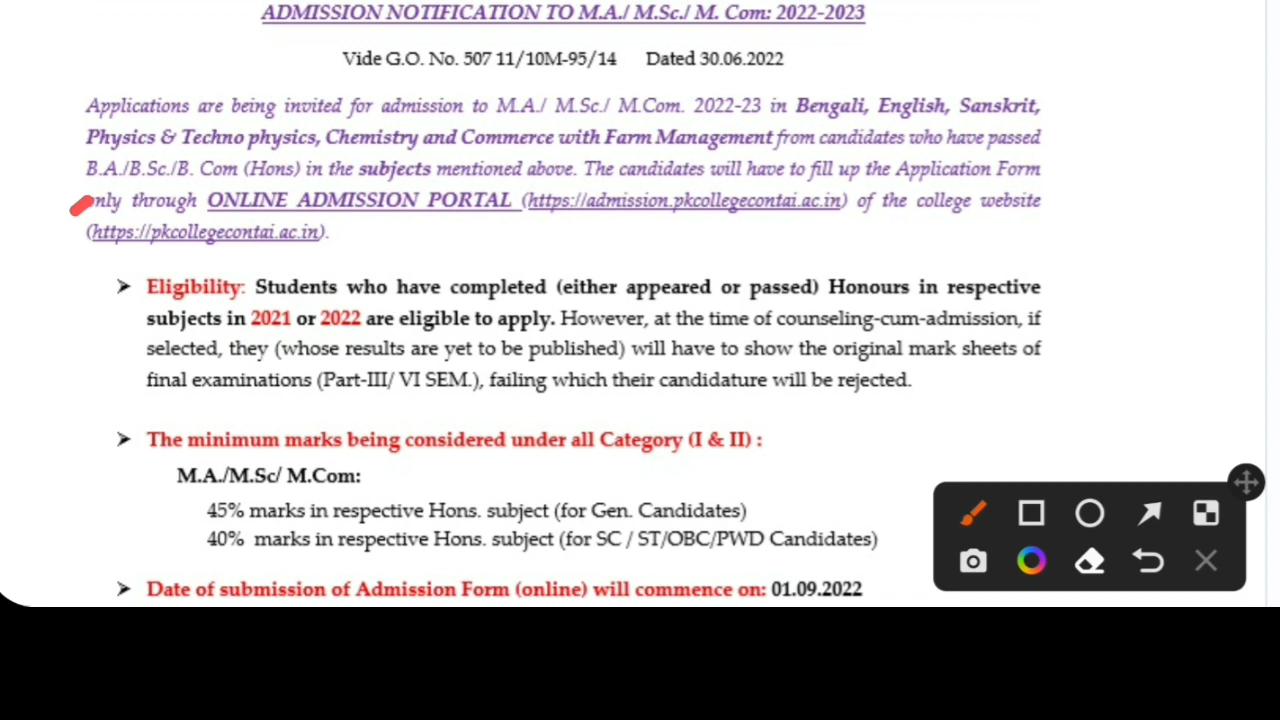 ADMISSION NOTIFICATION TO M.A./ M.Sc./ M. Com: 2022-2023
Vide G.O. No. 507 11/10M-95/14 Dated 30.06.2022
Applications are being invited for admission to M.A./ M.Sc./ M.Com. 2022-23 in Bengali, English, Sanskrit,
Physics & Techno physics, Chemistry and Commerce with Farm Management from candidates who have passed
B.A./B.Sc./B. Com (Hons) in the subjects mentioned above. The candidates will have to fill up the Application Form
only through ONLINE ADMISSION PORTAL (https://admission.pkcollegecontai.ac.in) of the college website
(https://pkcollegecontai.ac.in).
➢ Eligibility: Students who have completed (either appeared or passed) Honours in respective
subjects in 2021 or 2022 are eligible to apply. However, at the time of counseling-cum-admission, if
selected, they (whose results are yet to be published) will have to show the original mark sheets of
final examinations (Part-III/ VI SEM.), failing which their candidature will be rejected.
➢ The minimum marks being considered under all Category (I & II) :
M.A./M.Sc/ M.Com:
45% marks in respective Hons. subject (for Gen. Candidates)
40% marks in respective Hons. subject (for SC / ST/OBC/PWD Candidates)
➢ Date of submission of Admission Form (online) will commence on: 01.09.2022